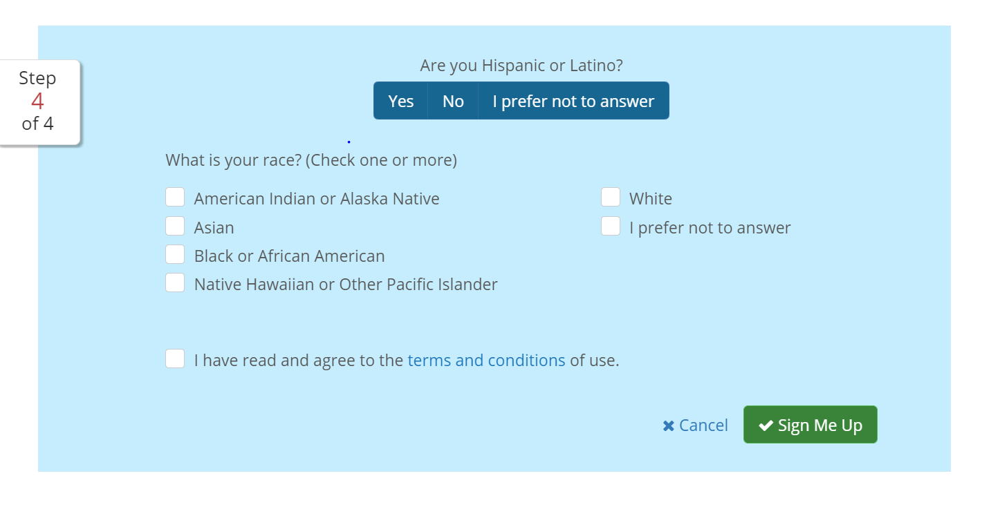 Step
4
of 4
Are you Hispanic or Latino?
Yes No I prefer not to answer
What is your race? (Check one or more)
American Indian or Alaska Native
Asian
Black or African American
Native Hawaiian or Other Pacific Islander
White
I prefer not to answer
I have read and agree to the terms and conditions of use.
Cancel Sign Me Up